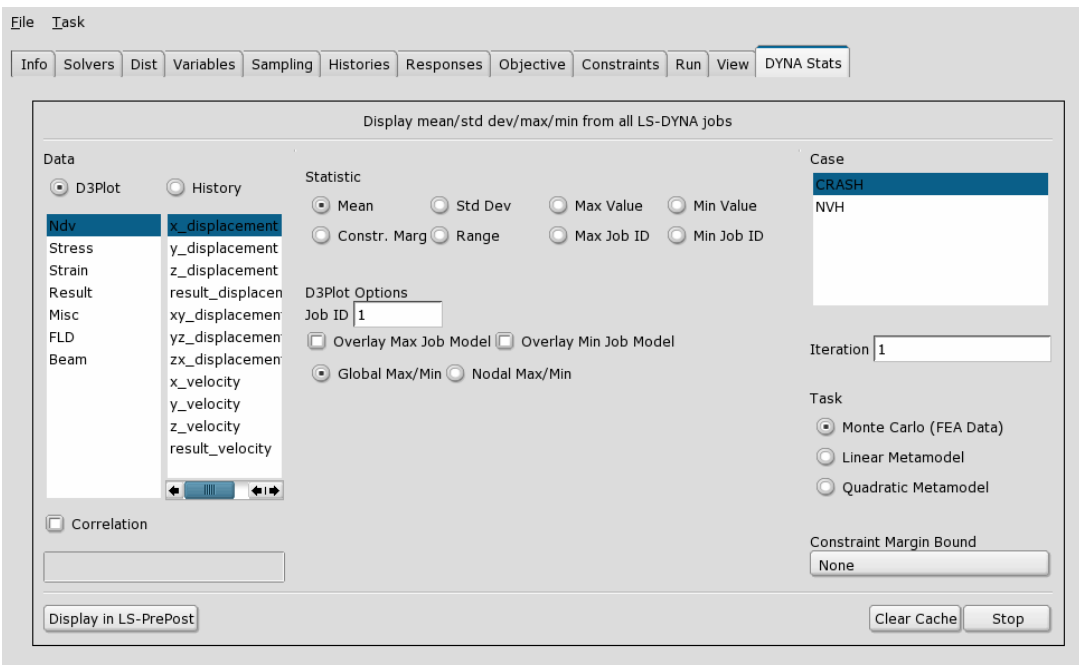 File Task
Info Solvers Dist Variables Sampling Histories Responses Objective Constraints Run View DYNA Stats
Display mean/std dev/max/min from all LS-DYNA jobs
Data
D3Plot History
Ndv
Stress
Strain
Result
Misc
FLD
Beam
x_displacement
y_displacement
z_displacement
result_displacen
xy_displacemen
yz_displacemen
zx_displacemen
x_velocity
y_velocity
z_velocity
result_velocity
Correlation
Statistic
Mean Std Dev Max Value Min Value
Constr. Marg Range Max Job ID Min Job ID
D3Plot Options
Job ID 1
Overlay Max Job Model Overlay Min Job Model
Global Max/Min Nodal Max/Min
Case
CRASH
NVH
Iteration 1
Task
Monte Carlo (FEA Data)
Linear Metamodel
Quadratic Metamodel
Constraint Margin Bound
None
Display in LS-PrePost Clear Cache Stop